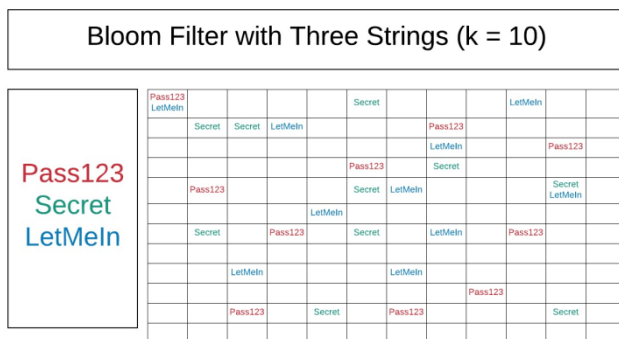 Bloom Filter with Three Strings (k = 10)
Pass123
Secret
LetMeIn
Pass123 Secret LetMeIn
LetMeIn
Secret Secret LetMeIn Pass123
LetMeIn Pass123
Pass123 Secret
Pass123 Secret LetMeIn Secret
LetMeIn
LetMeIn
Secret Pass123 Secret LetMeIn Pass123
LetMeIn LetMeIn
Pass123
Pass123 Secret Pass123 Secret